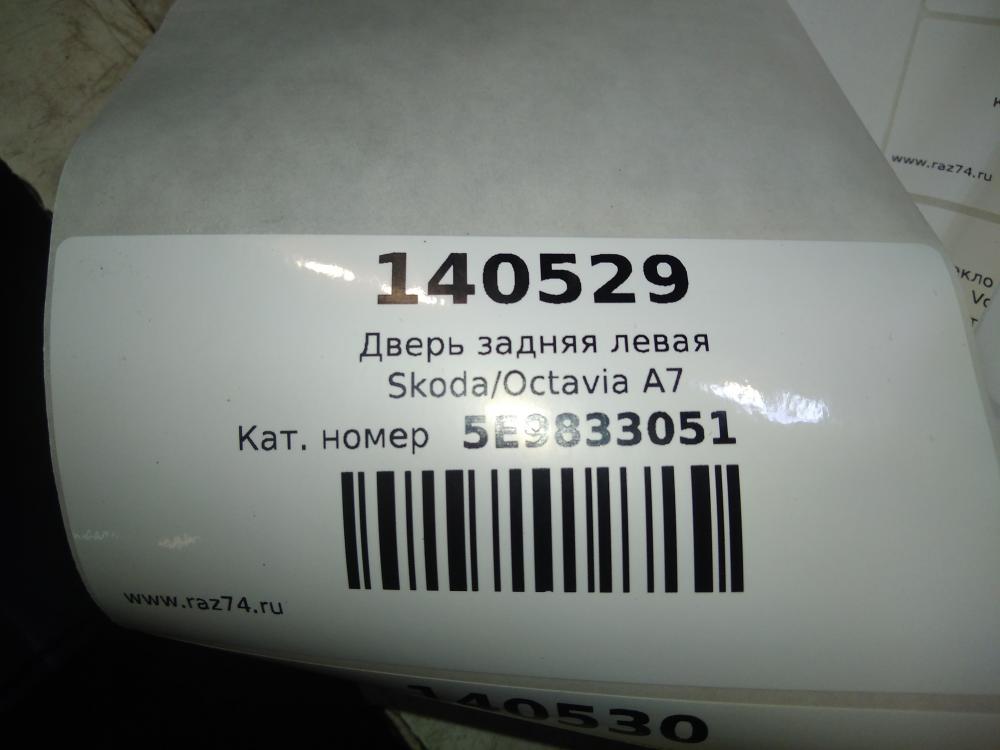 140529
Дверь задняя левая
Skoda/Octavia A7
Кат. номер 5E9833051
www.raz74.ru
140530
www.raz74.ru